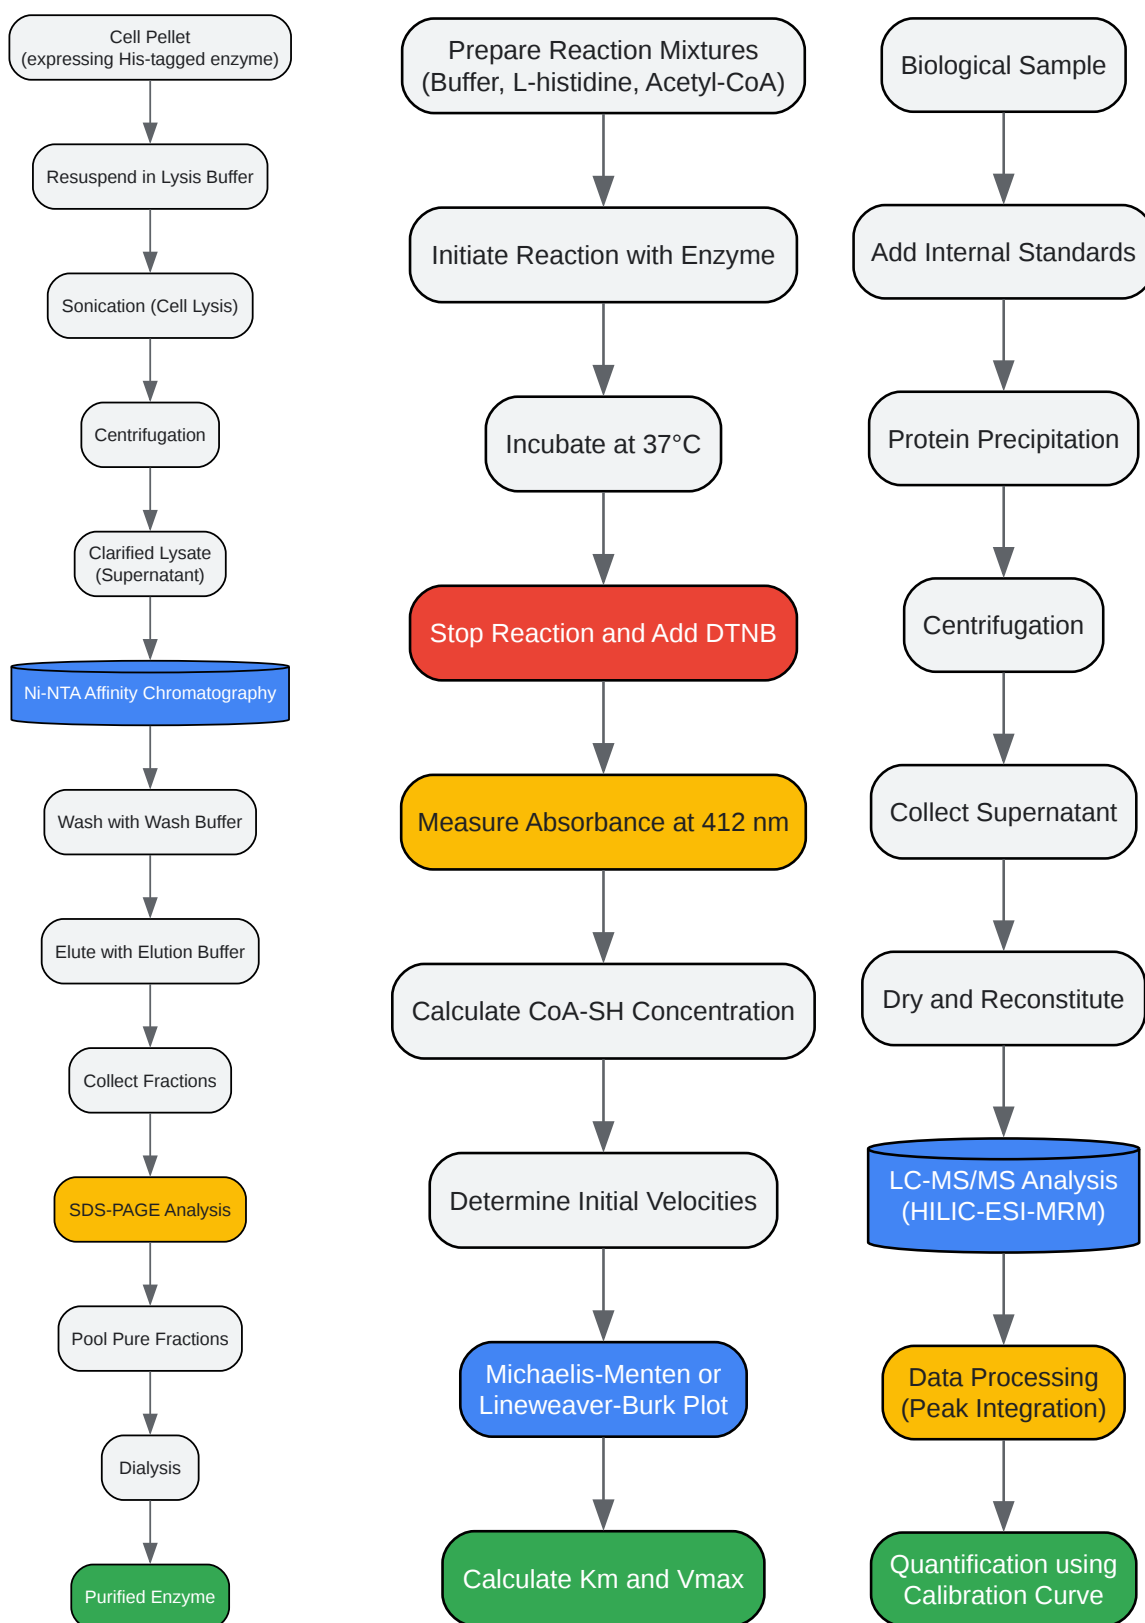 Cell Pellet
(expressing His-tagged enzyme)
Resuspend in Lysis Buffer
Sonication (Cell Lysis)
Centrifugation
Clarified Lysate
(Supernatant)
Ni-NTA Affinity Chromatography
Wash with Wash Buffer
Elute with Elution Buffer
Collect Fractions
SDS-PAGE Analysis
Pool Pure Fractions
Dialysis
Purified Enzyme
Prepare Reaction Mixtures
(Buffer, L-histidine, Acetyl-CoA)
Initiate Reaction with Enzyme
Incubate at 37°C
Stop Reaction and Add DTNB
Measure Absorbance at 412 nm
Calculate CoA-SH Concentration
Determine Initial Velocities
Michaelis-Menten or
Lineweaver-Burk Plot
Calculate Km and Vmax
Biological Sample
Add Internal Standards
Protein Precipitation
Centrifugation
Collect Supernatant
Dry and Reconstitute
LC-MS/MS Analysis
(HILIC-ESI-MRM)
Data Processing
(Peak Integration)
Quantification using
Calibration Curve